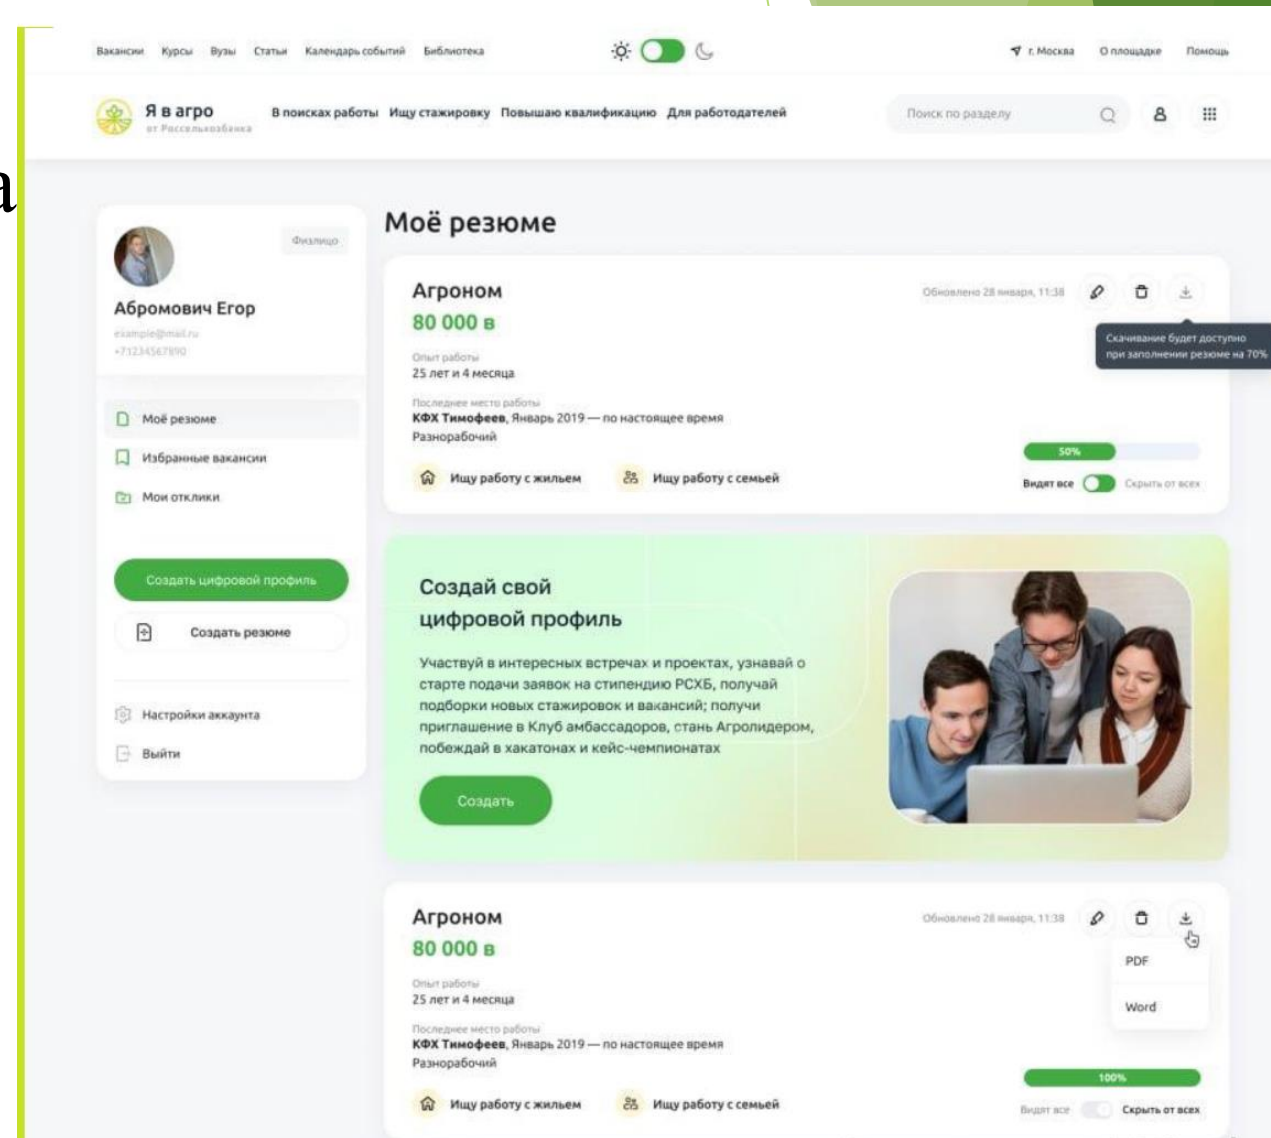 Вакансии Курсы Вузы Статьи Календарь событий Библиотека
г. Москва О площадке Помощь
Я в агро
от Россельхозбанка
В поисках работы Ищу стажировку Повышаю квалификацию Для работодателей
Поиск по разделу
а
Физлицо
Абромович Егор
example@mail.ru
+71234567890
Моё резюме
Избранные вакансии
Мои отклики
Создать цифровой профиль
Создать резюме
Настройки аккаунта
Выйти
Моё резюме
Агроном
Обновлено 28 января, 11:38
80 000 в
Скачивание будет доступно
при заполнении резюме на 70%
Опыт работы
25 лет и 4 месяца
Последнее место работы
КФХ Тимофеев, Январь 2019 — по настоящее время
Разнорабочий
50%
Ищу работу с жильем Ищу работу с семьей
Видят все Скрыть от всех
Создай свой
цифровой профиль
Участвуй в интересных встречах и проектах, узнавай о
старте подачи заявок на стипендию РСХБ, получай
подборки новых стажировок и вакансий; получи
приглашение в Клуб амбассадоров, стань Агролидером,
побеждай в хакатонах и кейс-чемпионатах
Создать
Агроном
Обновлено 28 января, 11:38
80 000 в
PDF
Word
Опыт работы
25 лет и 4 месяца
Последнее место работы
КФХ Тимофеев, Январь 2019 — по настоящее время
Разнорабочий
100%
Ищу работу с жильем Ищу работу с семьей
Видят все Скрыть от всех